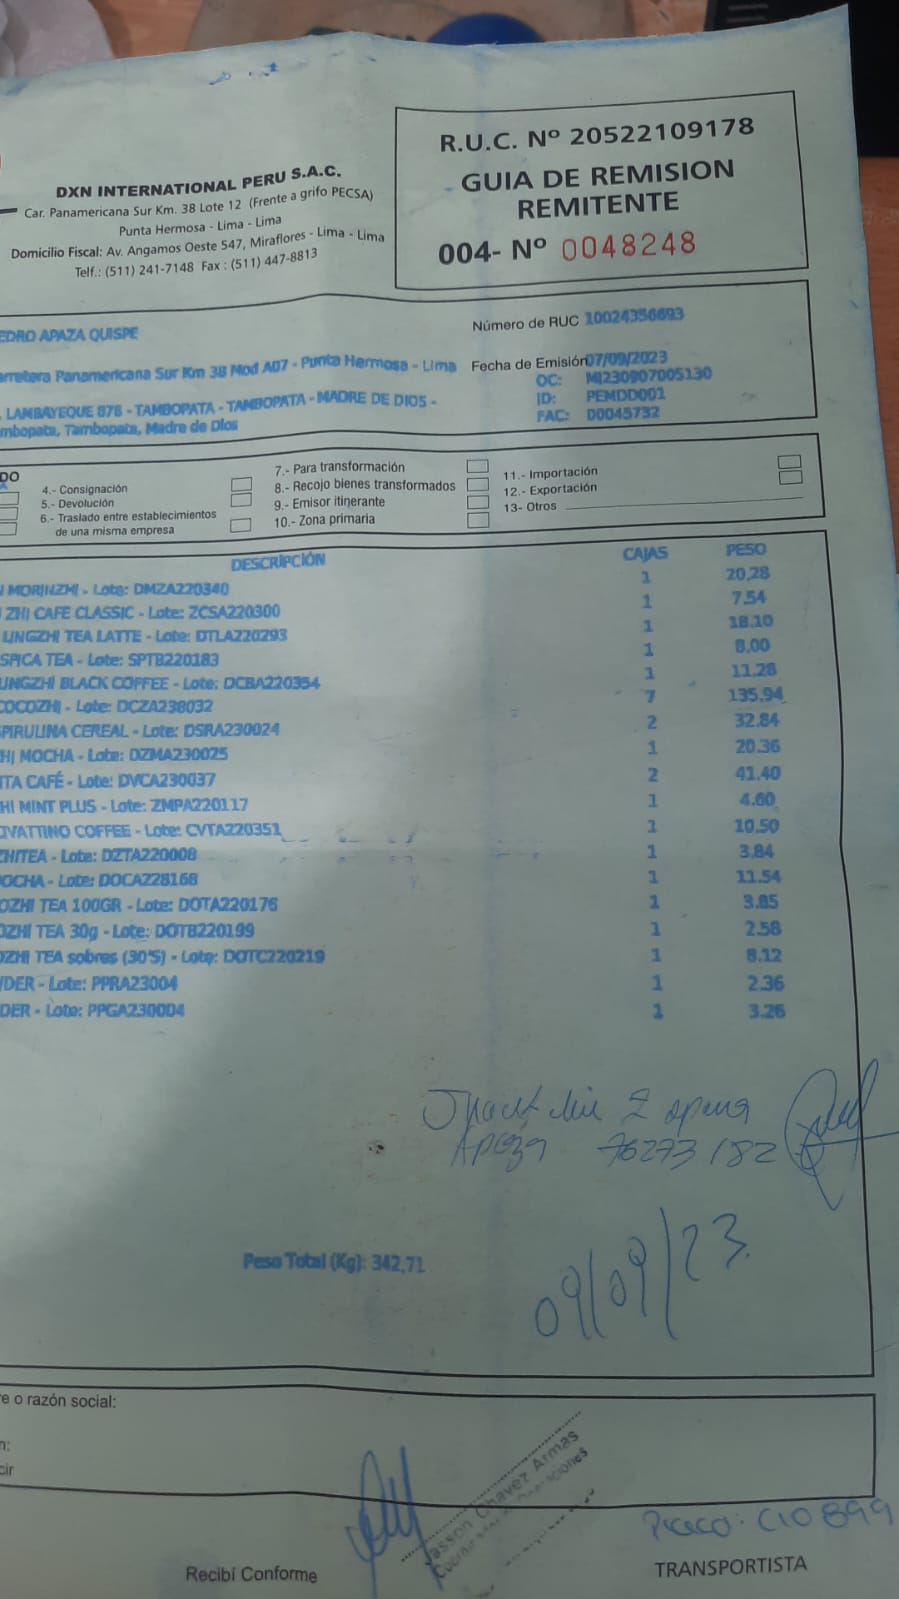 DXN INTERNATIONAL PERU S.A.C.
Car. Panamericana Sur Km. 38 Lote 12 (Frente a grifo PECSA)
Punta Hermosa - Lima - Lima
Domicilio Fiscal: Av. Angamos Oeste 547, Miraflores - Lima - Lima
Telf.: (511) 241-7148 Fax : (511) 447-8813
R.U.C. Nº 20522109178
GUIA DE REMISION
REMITENTE
004- Nº 0048248
EDRO APAZA QUISPE
Número de RUC 10024356693
arretera Panamericana Sur Km 38 Mod A07 - Punta Hermosa - Lima
Fecha de Emisión 07/09/2023
OC: MI230907005130
LAMBAYEQUE 876 - TAMBOPATA - TAMBOPATA - MADRE DE DIOS -
ID: PEMDD001
mbopata, Tambopata, Madre de Dios
FAC: D0045732
DO
4.- Consignación
5.- Devolución
6.- Traslado entre establecimientos
de una misma empresa
7.- Para transformación
8.- Recojo bienes transformados
9.- Emisor itinerante
10.- Zona primaria
11.- Importación
12.- Exportación
13.- Otros
DESCRIPCIÓN CAJAS PESO
MORINZHI - Lote: DMZA220340 1 20,28
ZHI CAFE CLASSIC - Lote: ZCSA220300 1 7.54
LINGZHI TEA LATTE - Lote: DTLA220293 1 18.10
SPICA TEA - Lote: SPTB220183 1 8.00
UNGZHI BLACK COFFEE - Lote: DCBA220354 1 11.28
COCOZHI - Lote: DCZA238032 7 135.94
SPIRULINA CEREAL - Lote: DSRA230024 2 32.84
HI MOCHA - Lote: DZMA230025 1 20.36
ITA CAFÉ - Lote: DVCA230037 2 41.40
HI MINT PLUS - Lote: ZMPA220117 1 4.60
IVATTINO COFFEE - Lote: CVTA220351 1 10.50
ZHITEA - Lote: DZTA220008 1 3.84
OCHA - Lote: DOCA228168 1 11.54
OZHI TEA 100GR - Lote: DOTA220176 1 3.85
OZHI TEA 30g - Lote: DOTB220199 1 2.58
OZHI TEA sobres (30'S) - Lote: DOTC220219 1 8.12
DER - Lote: PPRA23004 1 2.36
DER - Lote: PPGA230004 1 3.26
Apaza 76273182
Peso Total (Kg): 342,71
09/09/23
e o razón social:
n:
cir
Jasson Chavez Armas
Recibí Conforme
TRANSPORTISTA